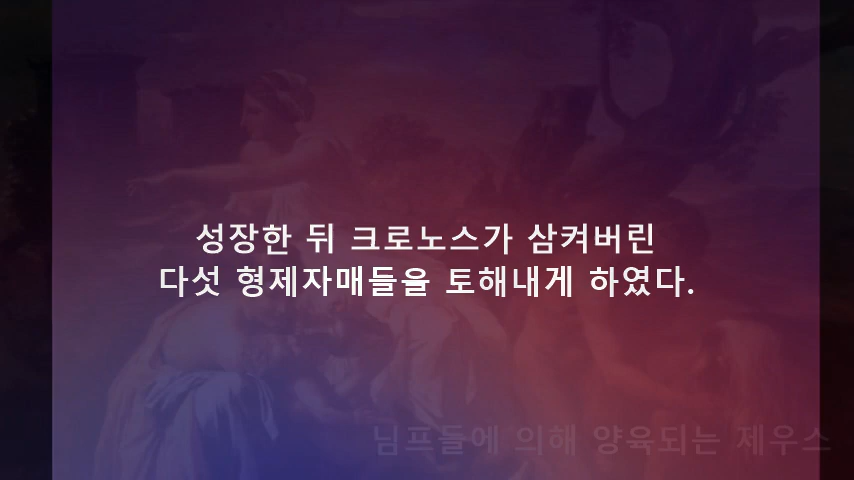 성장한 뒤 크로노스가 삼켜버린
다섯 형제자매들을 토해내게 하였다.
님프들에 의해 양육되는 제우스